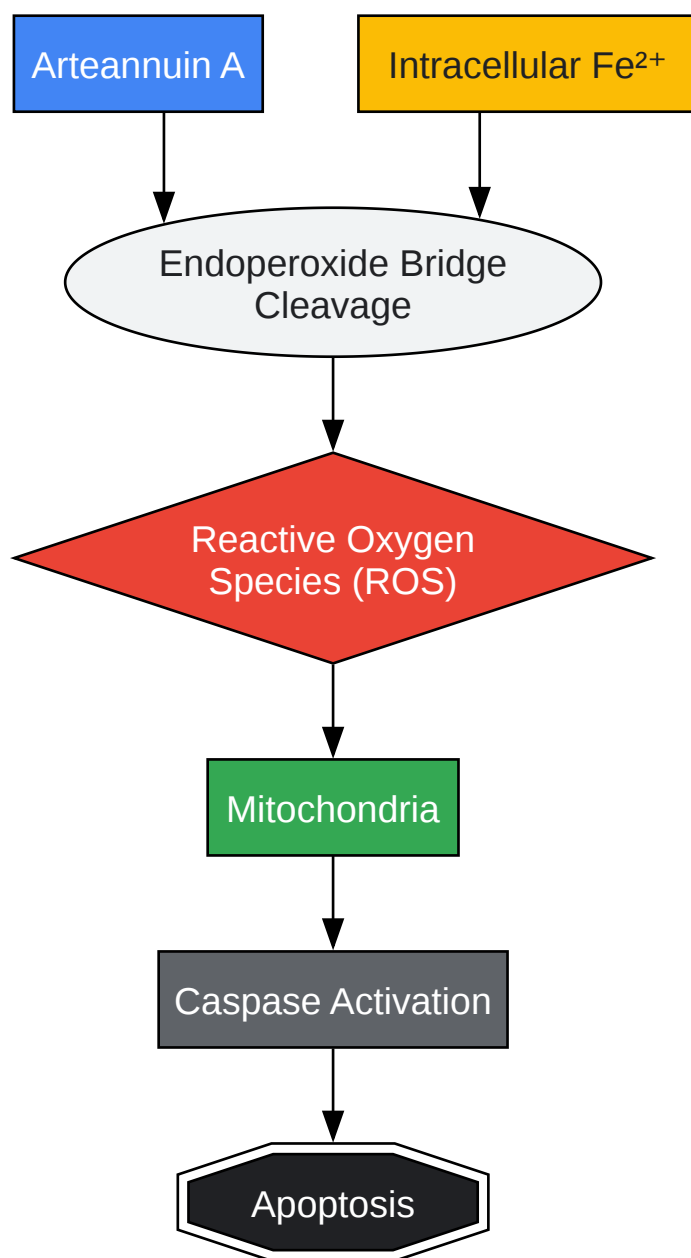 Arteannuin A
Intracellular Fe²⁺
Endoperoxide Bridge
Cleavage
Reactive Oxygen
Species (ROS)
Mitochondria
Caspase Activation
Apoptosis